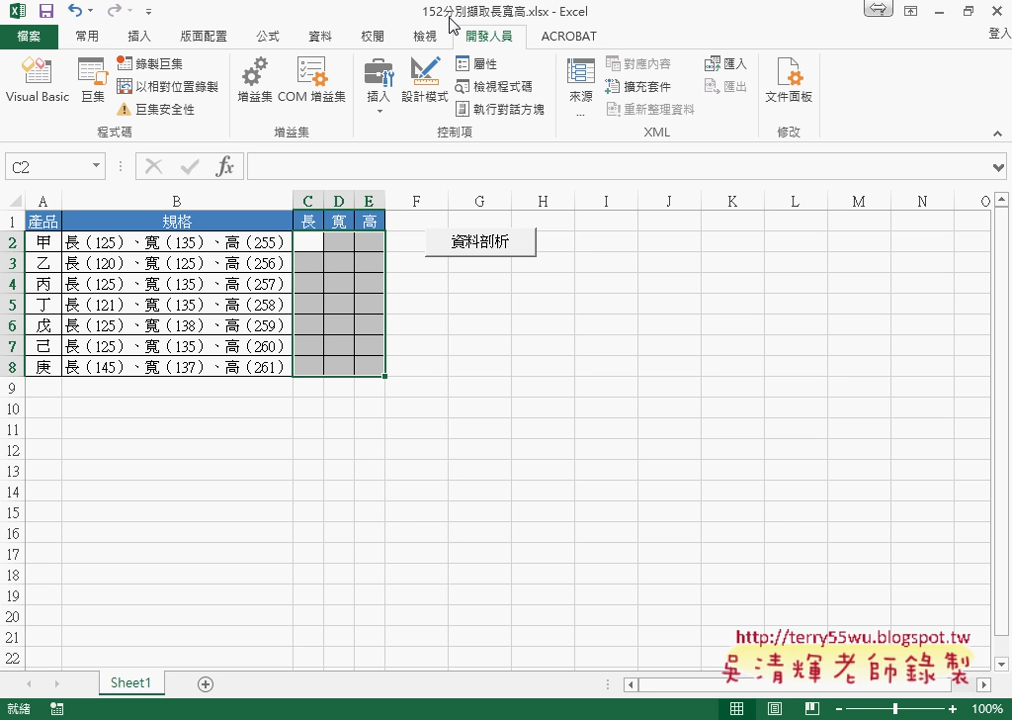 152分別擷取長寬高.xlsx - Excel
登入
檔案 常用 插入 版面配置 公式 資料 校閱 檢視 開發人員 ACROBAT
Visual Basic 巨集 錄製巨集 以相對位置錄製 巨集安全性 增益集 COM 增益集 插入 設計模式 屬性 檢視程式碼 執行對話方塊 來源... 對應內容 擴充套件 重新整理資料 匯入 匯出 文件面板
程式碼 增益集 控制項 XML 修改
C2 fx
A B C D E F G H I J K L M N O
1 產品 規格 長 寬 高
2 甲 長（125）、寬（135）、高（255） 資料剖析
3 乙 長（120）、寬（125）、高（256）
4 丙 長（125）、寬（135）、高（257）
5 丁 長（121）、寬（135）、高（258）
6 戊 長（125）、寬（138）、高（259）
7 己 長（125）、寬（135）、高（260）
8 庚 長（145）、寬（137）、高（261）
9
10
11
12
13
14
15
16
17
18
19
20
21
22
http://terry55wu.blogspot.tw
吳清輝老師錄製
Sheet1
就緒 100%